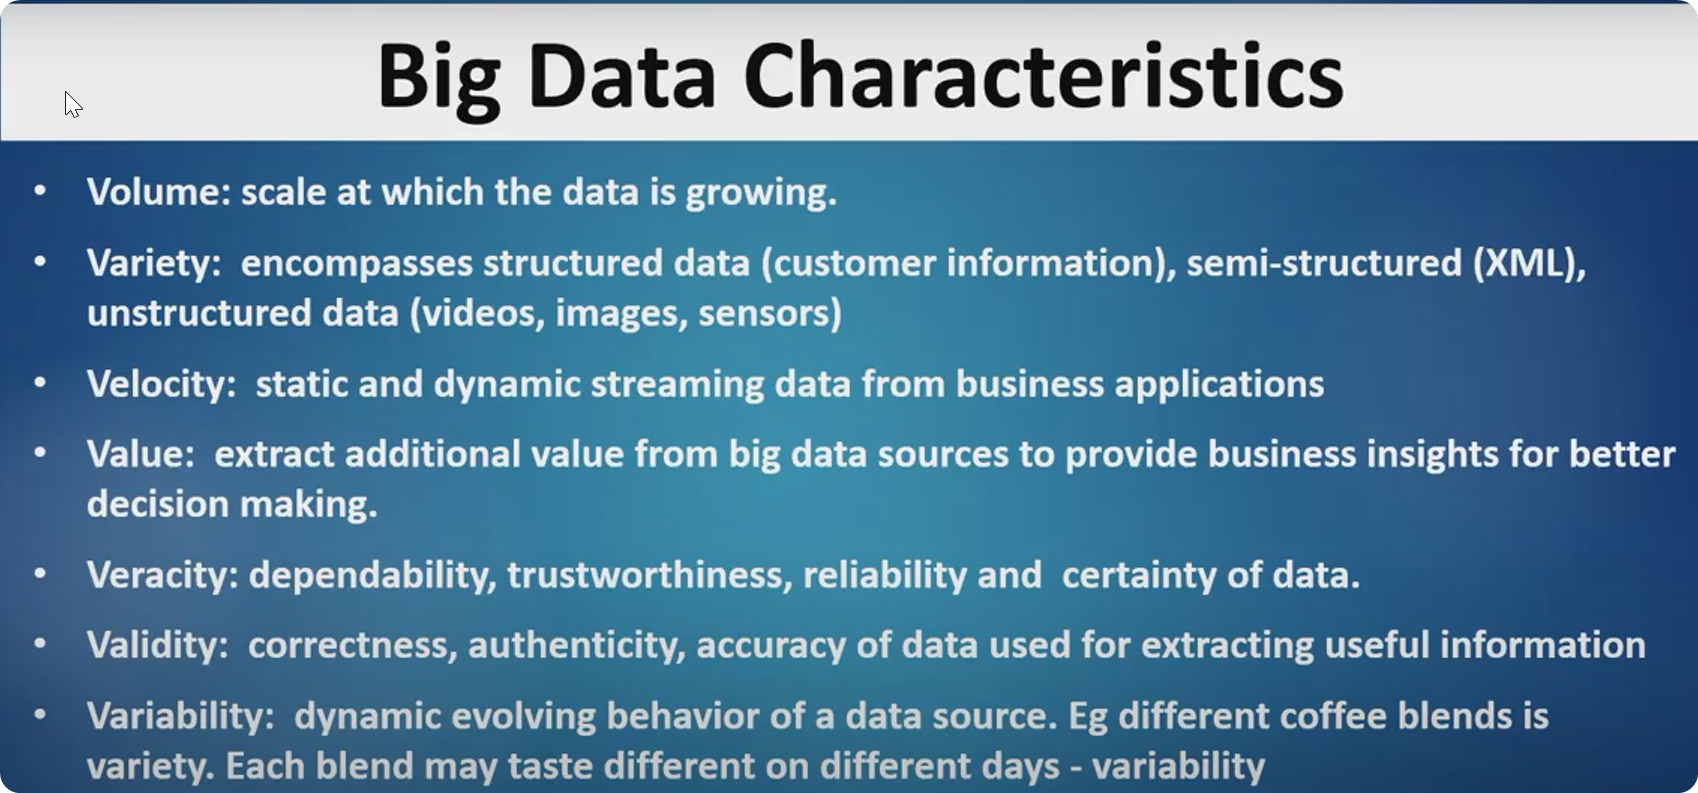 Big Data Characteristics
• Volume: scale at which the data is growing.
• Variety:  encompasses structured data (customer information), semi-structured (XML),
unstructured data (videos, images, sensors)
• Velocity:  static and dynamic streaming data from business applications
• Value:  extract additional value from big data sources to provide business insights for better
decision making.
• Veracity: dependability, trustworthiness, reliability and  certainty of data.
• Validity:  correctness, authenticity, accuracy of data used for extracting useful information
• Variability:  dynamic evolving behavior of a data source. Eg different coffee blends is
variety. Each blend may taste different on different days - variability